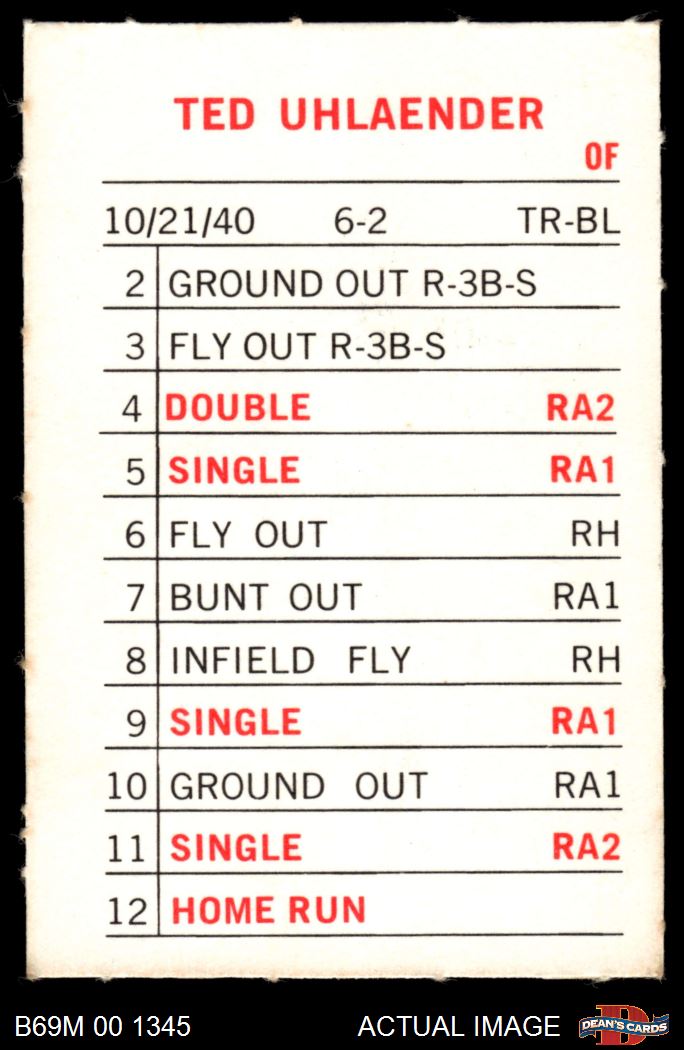 TED UHLAENDER
OF
10/21/40 6-2 TR-BL
2 GROUND OUT R-3B-S
3 FLY OUT R-3B-S
4 DOUBLE RA2
5 SINGLE RA1
6 FLY OUT RH
7 BUNT OUT RA1
8 INFIELD FLY RH
9 SINGLE RA1
10 GROUND OUT RA1
11 SINGLE RA2
12 HOME RUN
B69M 00 1345 ACTUAL IMAGE D DEAN'S CARDS